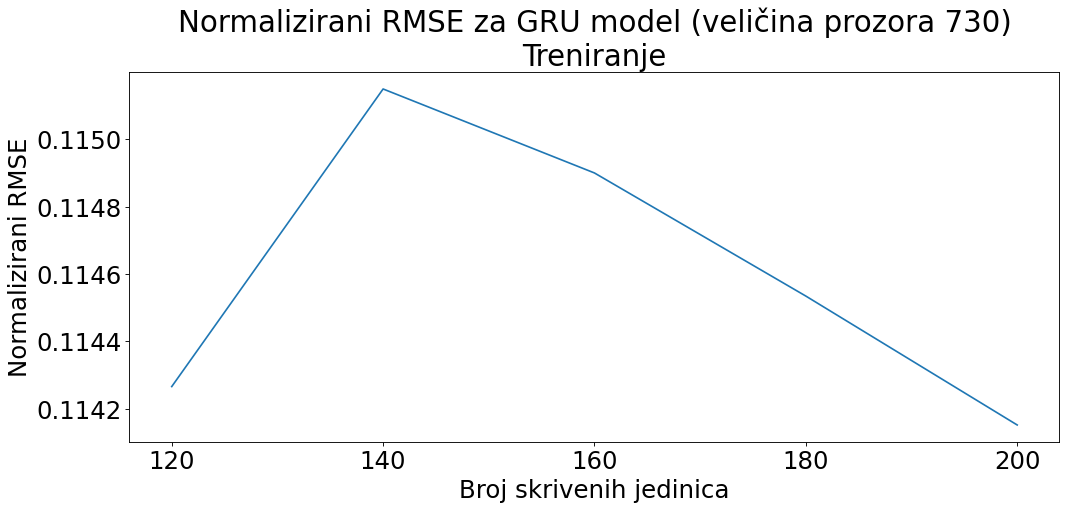 Normalizirani RMSE za GRU model (veličina prozora 730)
Treniranje
Normalizirani RMSE
0.1150
0.1148
0.1146
0.1144
0.1142
120 140 160 180 200
Broj skrivenih jedinica